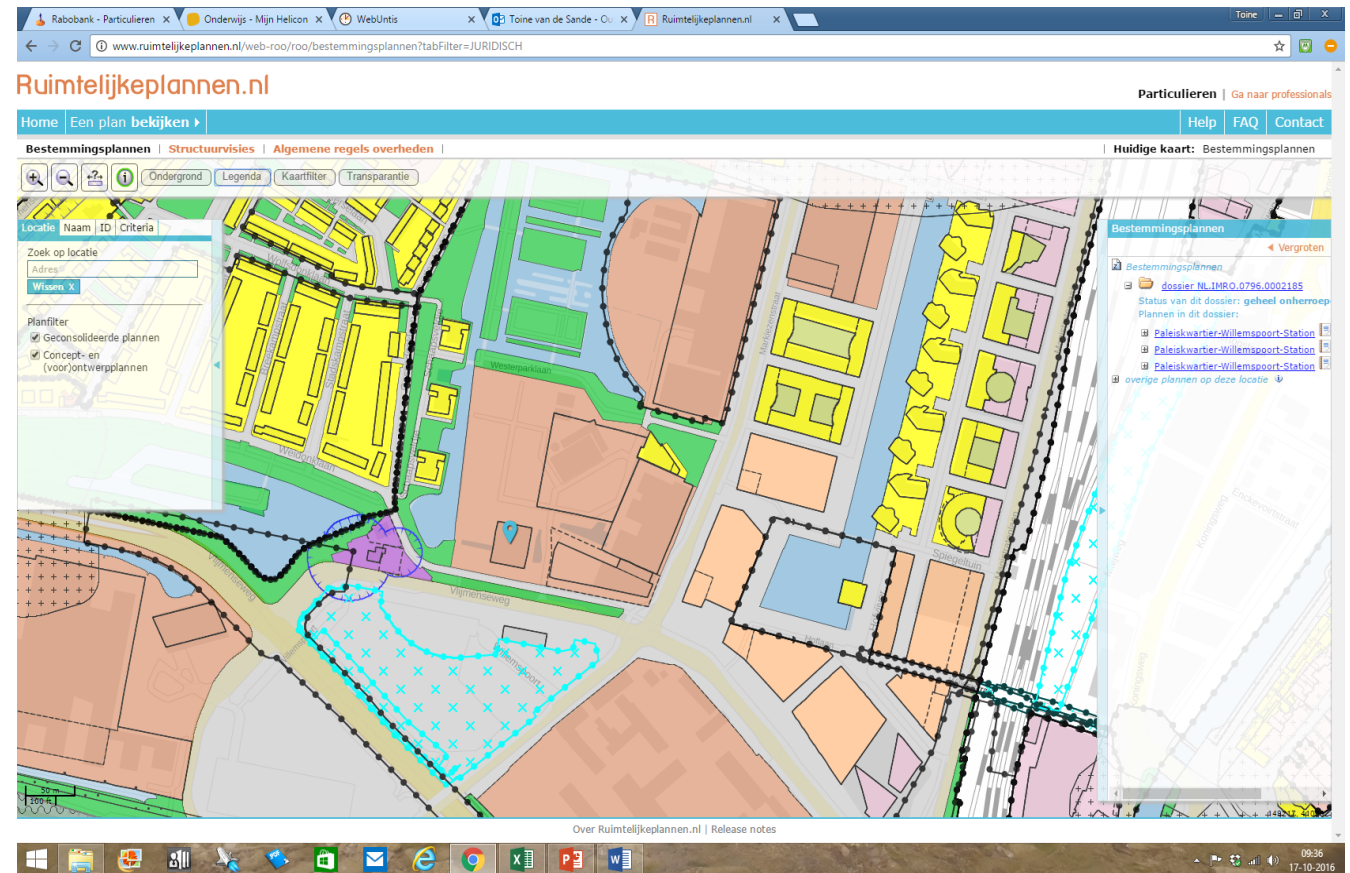 Rabobank - Particulieren
Onderwijs - Mijn Helicon
WebUntis
Toine van de Sande - Ou
Ruimtelijkeplannen.nl
Toine
www.ruimtelijkeplannen.nl/web-roo/roo/bestemmingsplannen?tabFilter=JURIDISCH
Ruimtelijkeplannen.nl
Particulieren | Ga naar professionals
Home Een plan bekijken
Help FAQ Contact
Bestemmingsplannen | Structuurvisies | Algemene regels overheden |
| Huidige kaart: Bestemmingsplannen
Ondergrond Legenda Kaartfilter Transparantie
Locatie Naam ID Criteria
Zoek op locatie
Adres
Wissen X
Planfilter
Geconsolideerde plannen
Concept- en
(voor)ontwerpplannen
Bestemmingsplannen
Vergroten
Bestemmingsplannen
dossier NL.IMRO.0796.0002185
Status van dit dossier: geheel onherroep
Plannen in dit dossier:
Paleiskwartier-Willemspoort-Station
Paleiskwartier-Willemspoort-Station
Paleiskwartier-Willemspoort-Station
overige plannen op deze locatie
Westerparklaan
Weidonklaan
Vlijmenseweg
Vlijmenseweg
Spiegeltuin
Hoflaan
Koningsweg
Koningsweg
50 m
100 ft
Over Ruimtelijkeplannen.nl | Release notes
09:36
17-10-2016